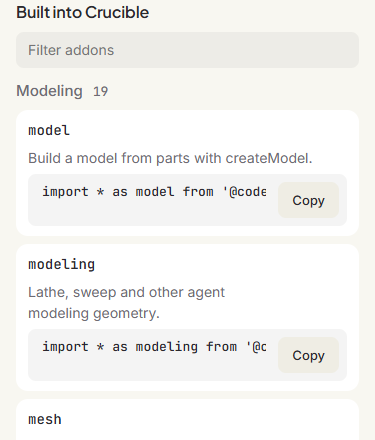 Built into Crucible
Filter addons
Modeling 19
model
Build a model from parts with createModel.
import * as model from '@code
Copy
modeling
Lathe, sweep and other agent
modeling geometry.
import * as modeling from '@c
Copy
mesh